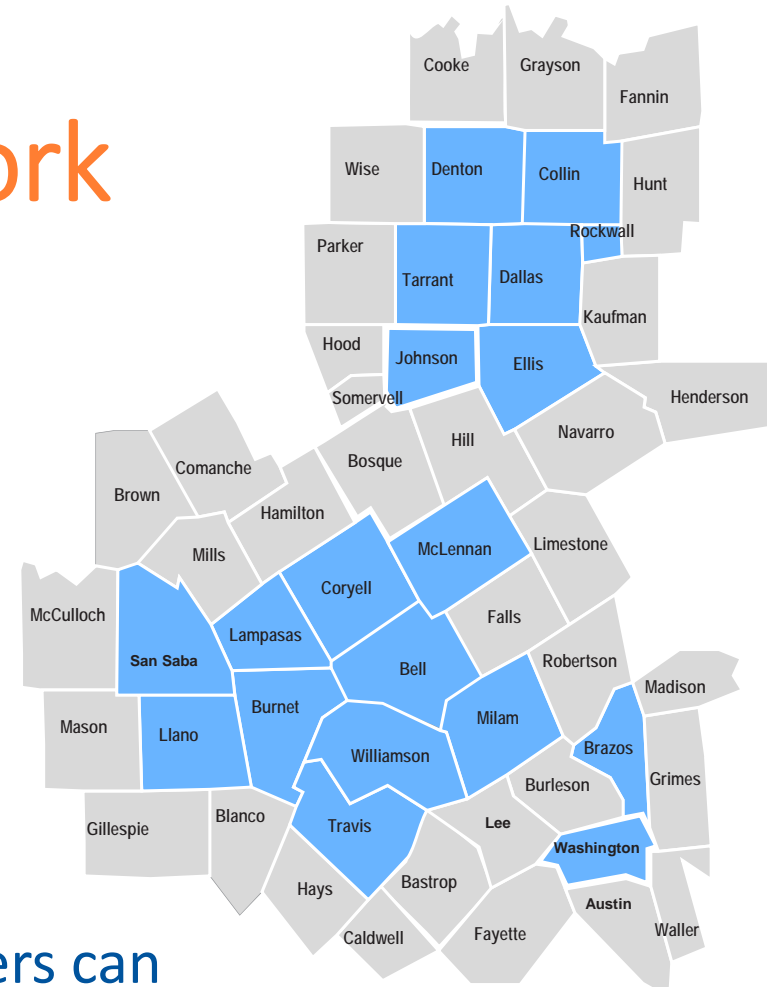 Cooke
Grayson
Fannin
ork
Wise
Denton
Collin
Hunt
Rockwall
Parker
Tarrant
Dallas
Kaufman
Hood
Johnson
Ellis
Somervell
Henderson
Hill
Navarro
Bosque
Comanche
Brown
Hamilton
McLennan
Limestone
Mills
Coryell
McCulloch
Falls
Lampasas
San Saba
Robertson
Bell
Madison
Burnet
Milam
Mason
Llano
Brazos
Williamson
Grimes
Burleson
Blanco
Gillespie
Travis
Lee
Washington
Bastrop
Hays
Austin
Waller
Caldwell
Fayette
ers can